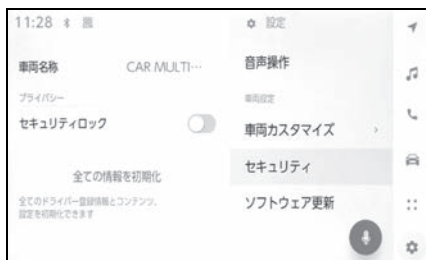 11:28
設定
車両名称
CAR MULTI…
音声操作
プライバシー
車両設定
セキュリティロック
車両カスタマイズ
セキュリティ
全ての情報を初期化
ソフトウェア更新
全てのドライバー登録情報とコンテンツ、
設定を初期化できます